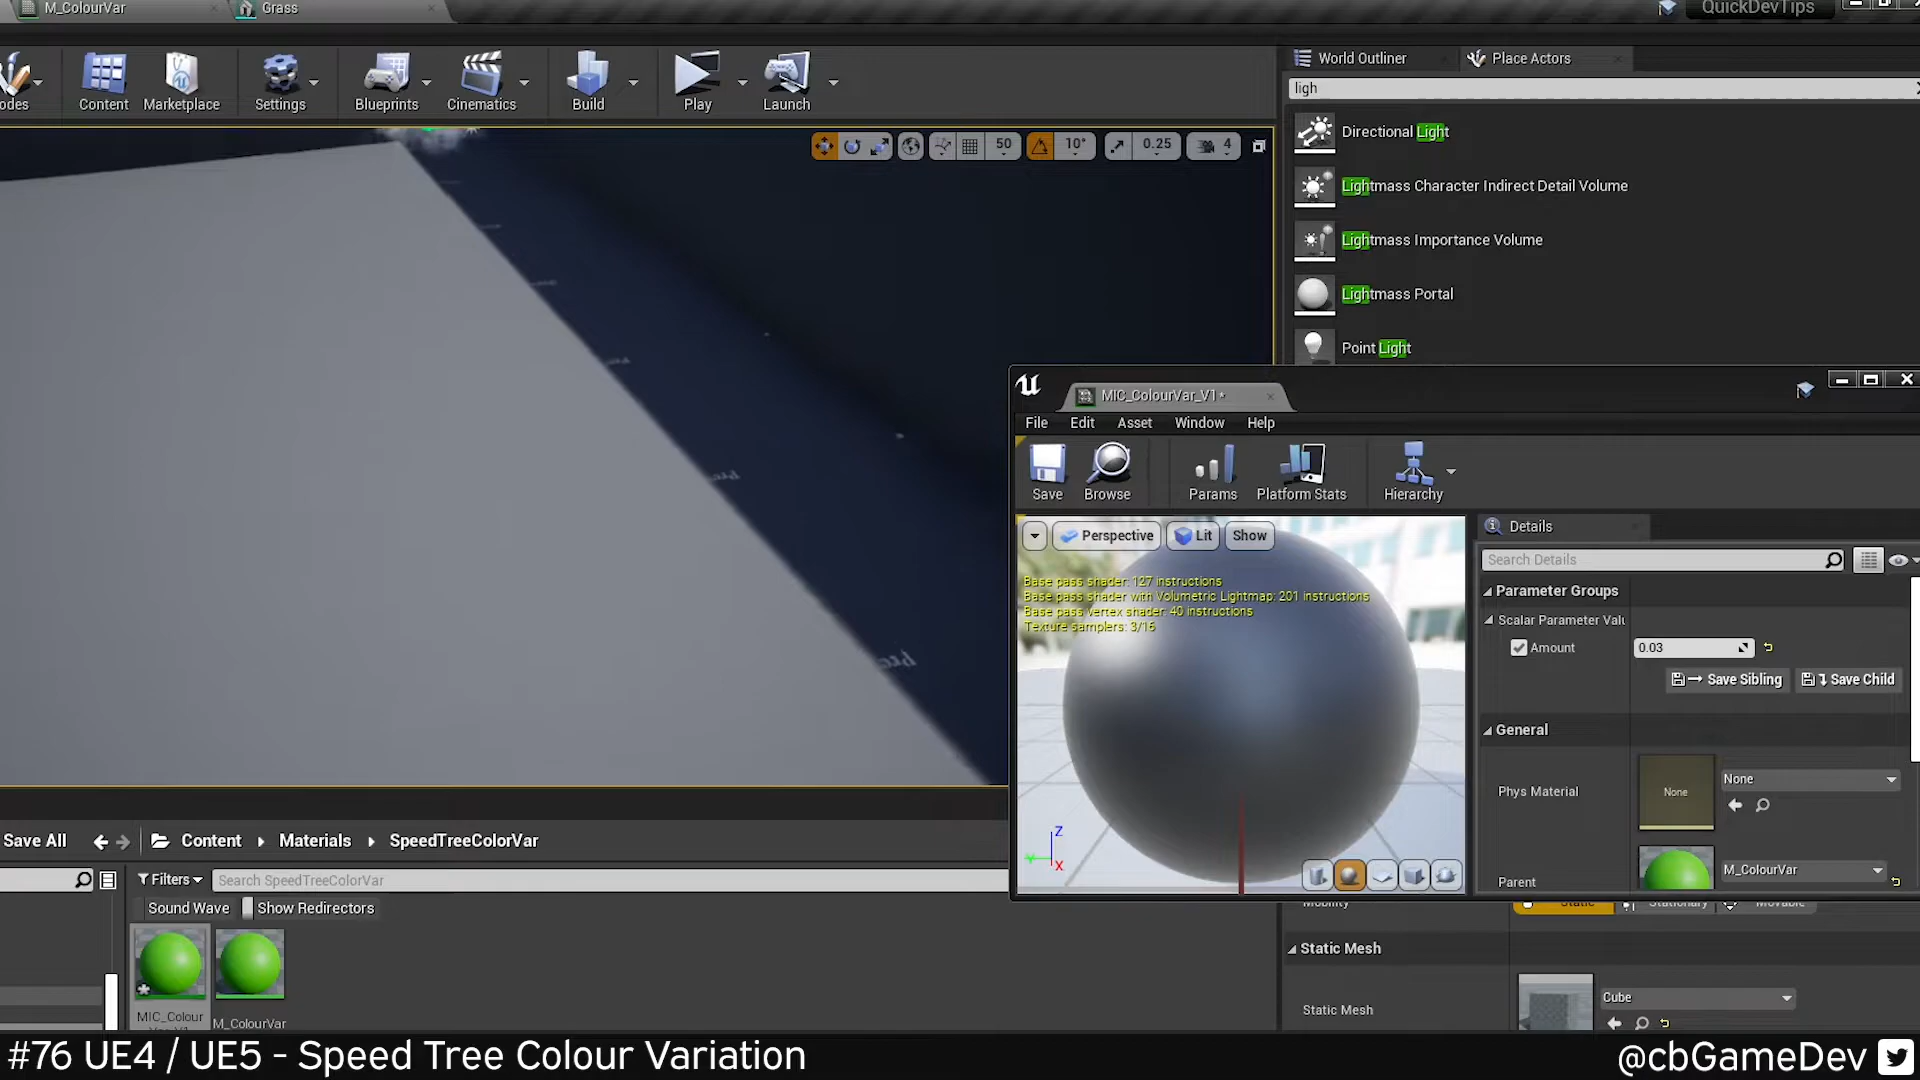 M_ColourVar
Grass
QuickDevTips
odes
Content
Marketplace
Settings
Blueprints
Cinematics
Build
Play
Launch
World Outliner
Place Actors
ligh
50
10°
0.25
4
Directional Light
Lightmass Character Indirect Detail Volume
Lightmass Importance Volume
Lightmass Portal
Point Light
MIC_ColourVar_V1*
File
Edit
Asset
Window
Help
Save
Browse
Params
Platform Stats
Hierarchy
Perspective
Lit
Show
Base pass shader: 127 instructions
Base pass shader with Volumetric Lightmap: 201 instructions
Base pass vertex shader: 40 instructions
Texture samplers: 3/16
Z
Y
X
Details
Search Details
Parameter Groups
Scalar Parameter Valu
Amount
0.03
Save Sibling
Save Child
General
Phys Material
None
None
Parent
M_ColourVar
Save All
Content
Materials
SpeedTreeColorVar
Filters
Search SpeedTreeColorVar
Sound Wave
Show Redirectors
MIC_Colour
M_ColourVar
Mobility
Static
Stationary
Movable
Static Mesh
Static Mesh
Cube
#76 UE4 / UE5 - Speed Tree Colour Variation
@cbGameDev